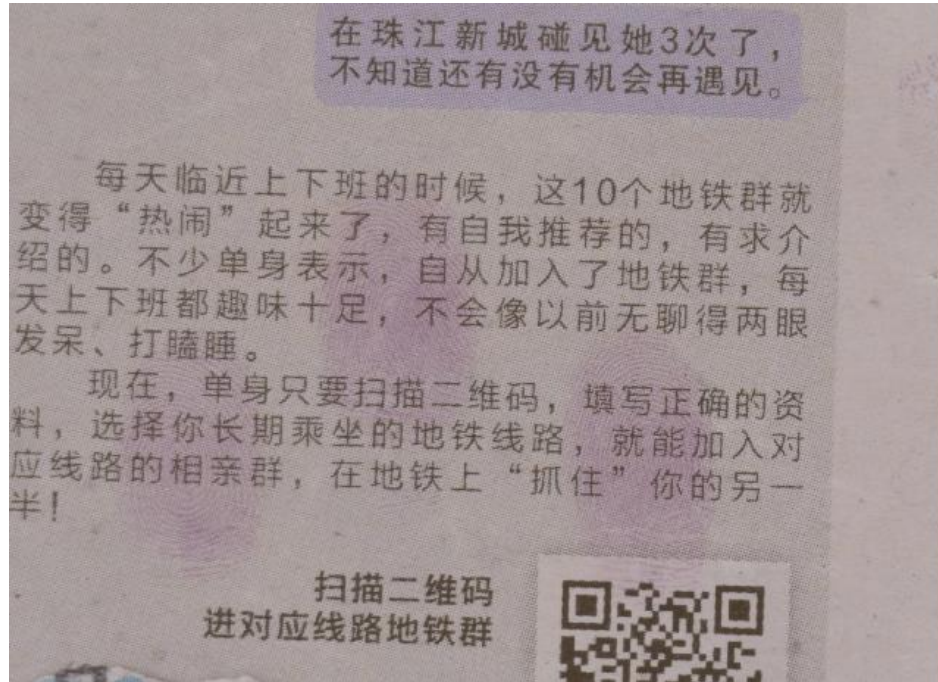 在珠江新城碰见她3次了，
不知道还有没有机会再遇见。
每天临近上下班的时候，这10个地铁群就
变得“热闹”起来了，有自我推荐的，有求介
绍的。不少单身表示，自从加入了地铁群，每
天上下班都趣味十足，不会像以前无聊得两眼
发呆、打瞌睡。
现在，单身只要扫描二维码，填写正确的资
料，选择你长期乘坐的地铁线路，就能加入对
应线路的相亲群，在地铁上“抓住”你的另一
半！
扫描二维码
进对应线路地铁群